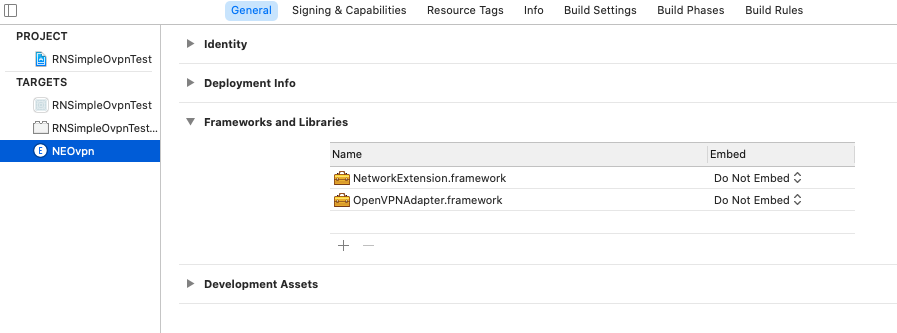 General Signing & Capabilities Resource Tags Info Build Settings Build Phases Build Rules
PROJECT
RNSimpleOvpnTest
TARGETS
RNSimpleOvpnTest
RNSimpleOvpnTest...
E NEOvpn
Identity
Deployment Info
Frameworks and Libraries
Name Embed
NetworkExtension.framework Do Not Embed
OpenVPNAdapter.framework Do Not Embed
Development Assets